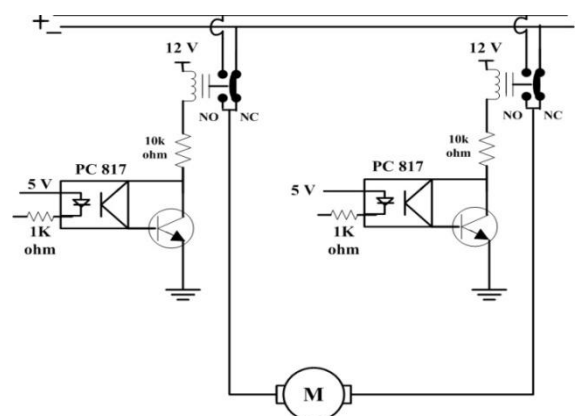 +
-
12 V
12 V
NO
NC
NO
NC
10k
ohm
10k
ohm
PC 817
PC 817
5 V
5 V
1K
ohm
1K
ohm
M